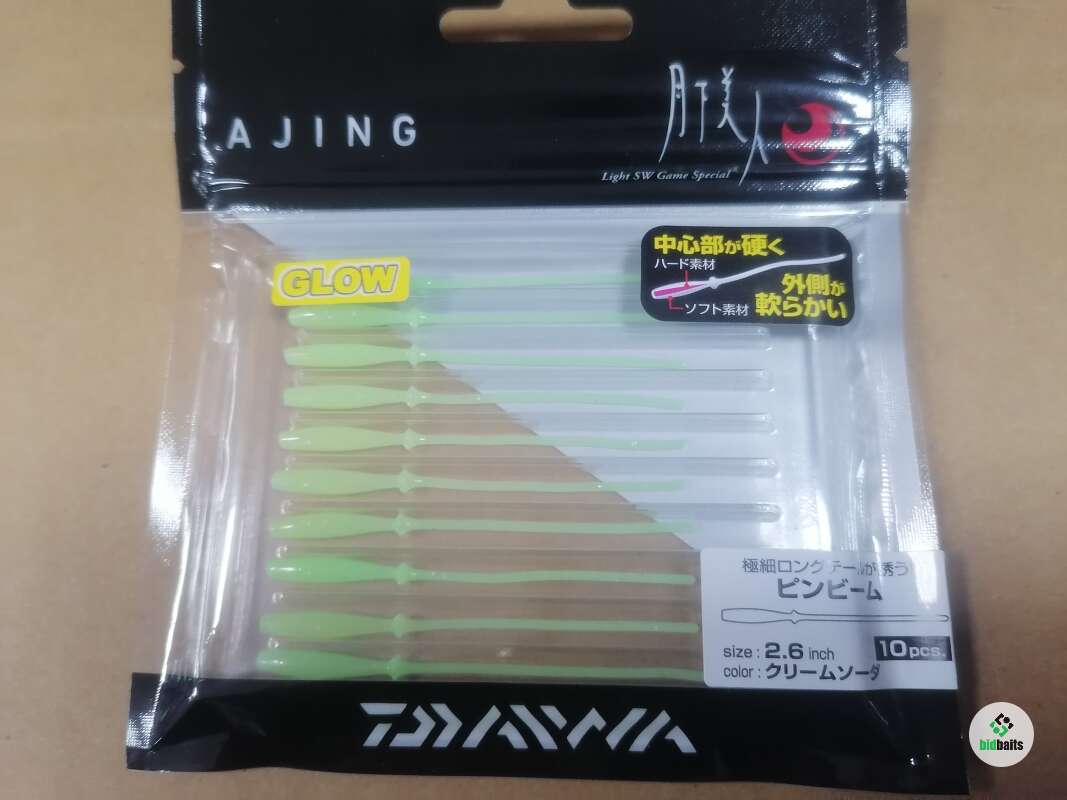 AJING
月下美人
Light SW Game Special®
GLOW
中心部が硬く
ハード素材
外側が
ソフト素材
軟らかい
極細ロングテールが誘う
ピンビーム
size : 2.6 inch
10pcs.
color : クリームソーダ
DAIWA
bidbaits